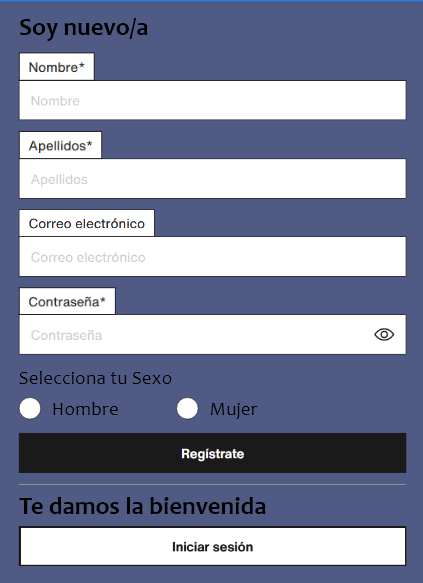 Soy nuevo/a
Nombre*
Nombre
Apellidos*
Apellidos
Correo electrónico
Correo electrónico
Contraseña*
Contraseña
Selecciona tu Sexo
Hombre Mujer
Regístrate
Te damos la bienvenida
Iniciar sesión